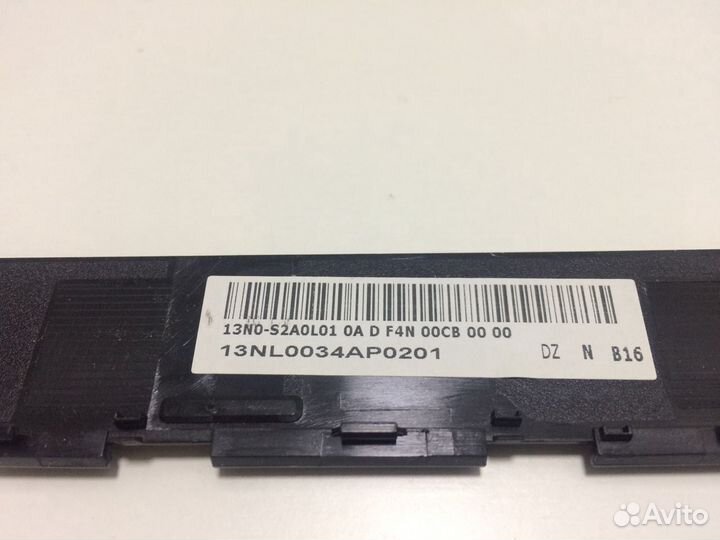 13N0-S2A0L01 0A D F4N 00CB 00 00
13NL0034AP0201 DZ N B16
Avito